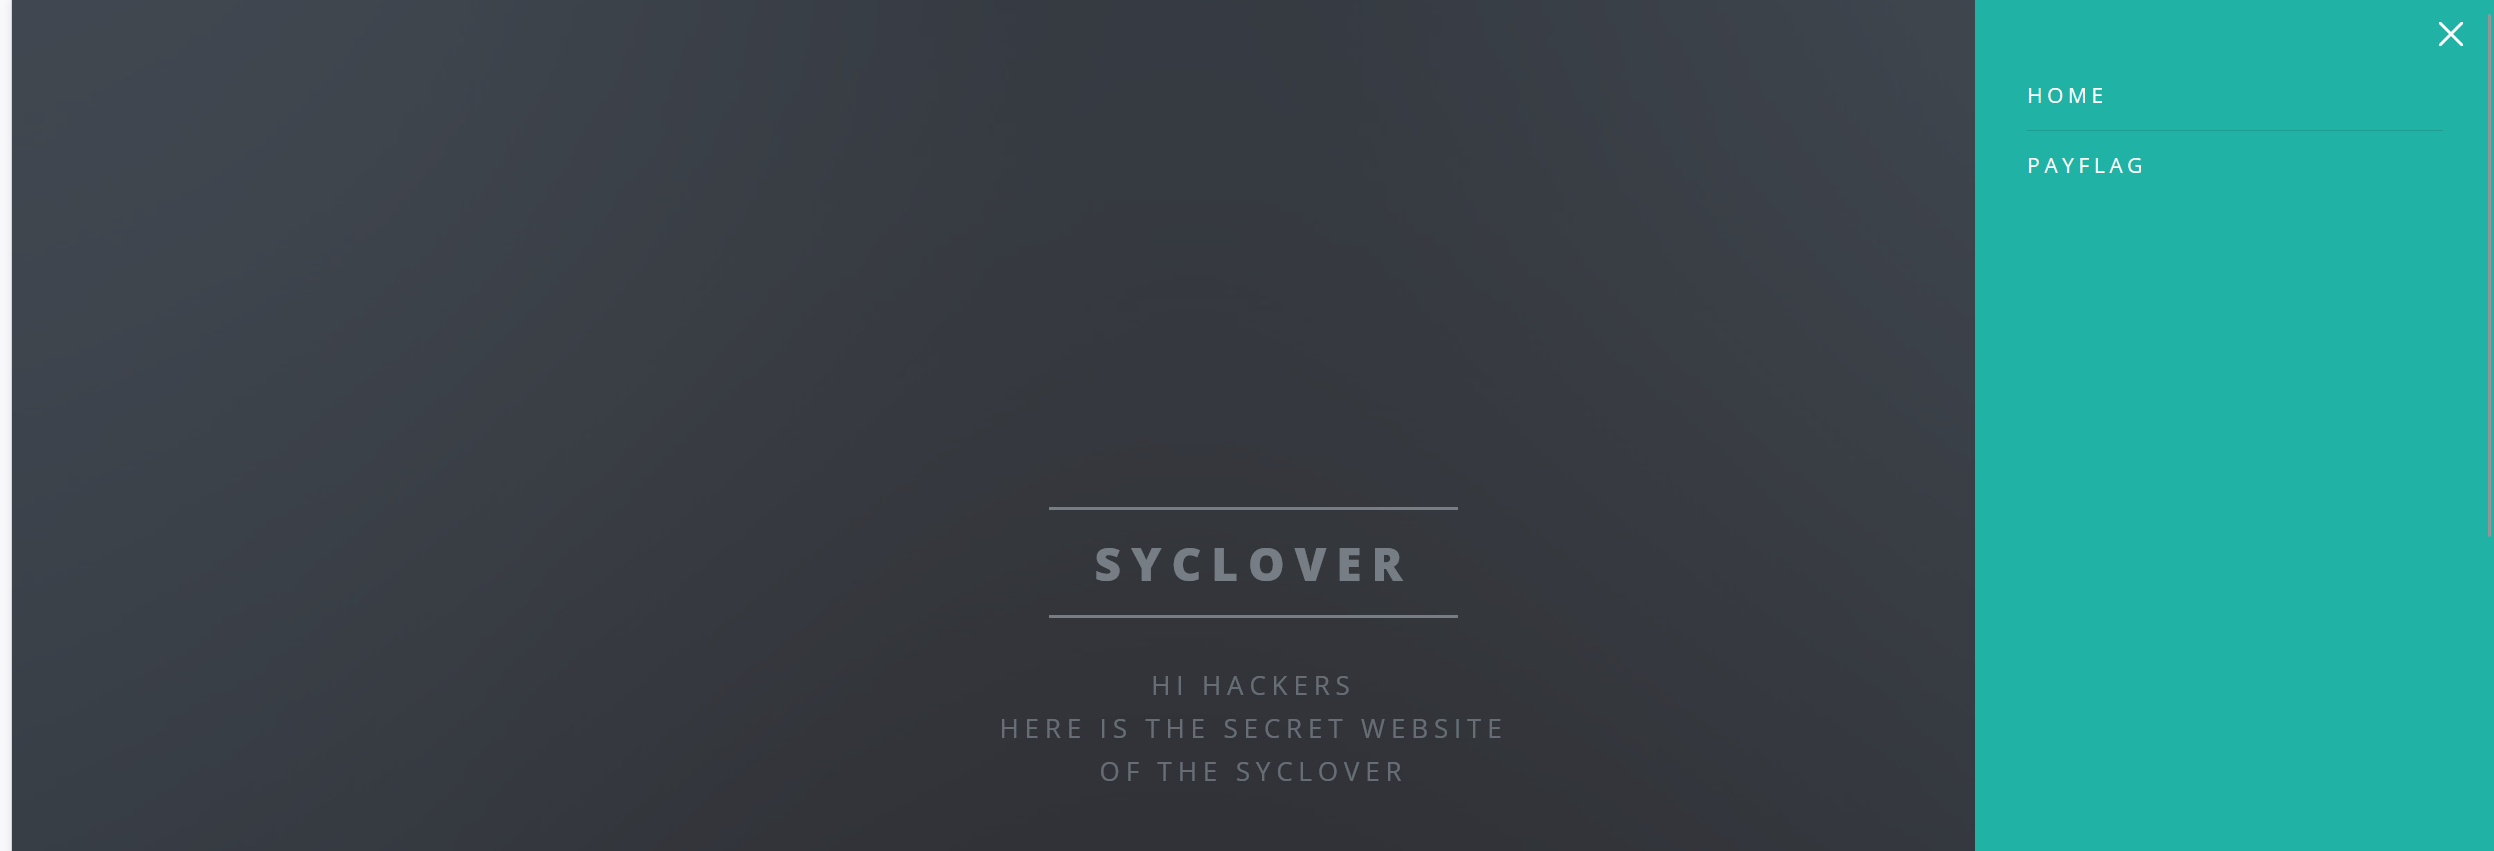 HOME
PAYFLAG
SYCLOVER
HI HACKERS
HERE IS THE SECRET WEBSITE
OF THE SYCLOVER